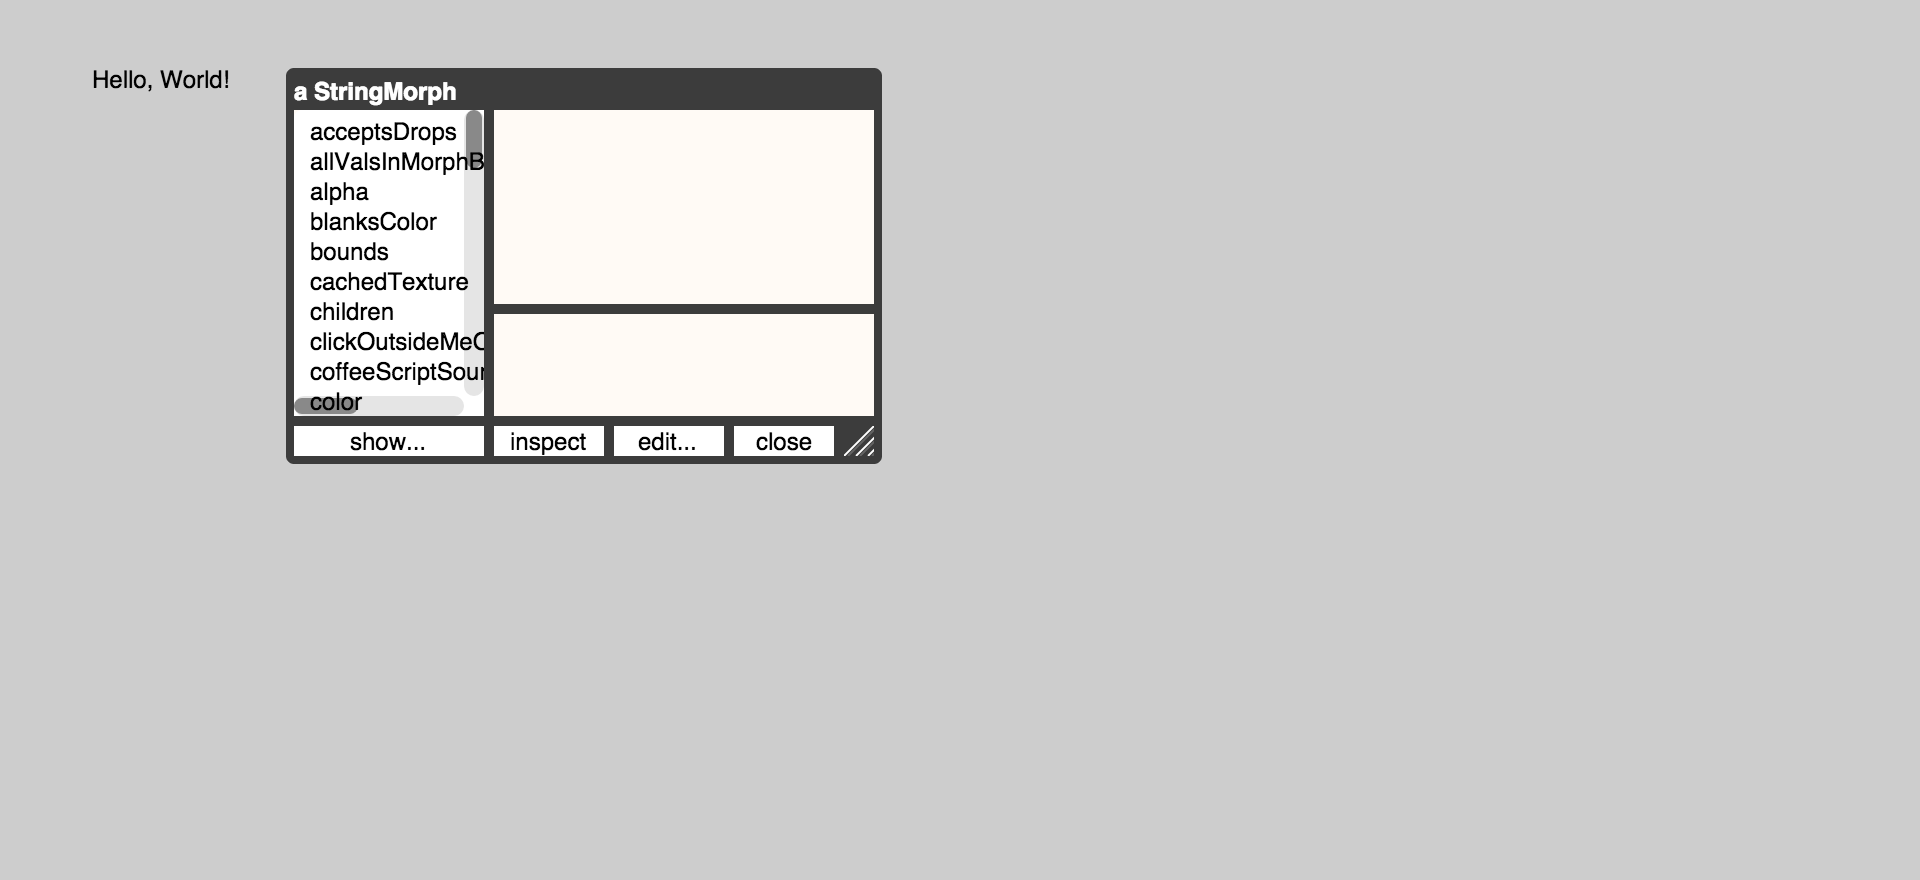 Hello, World!
a StringMorph
acceptsDrops
allValsInMorphB
alpha
blanksColor
bounds
cachedTexture
children
clickOutsideMeC
coffeeScriptSour
color
show...
inspect
edit...
close